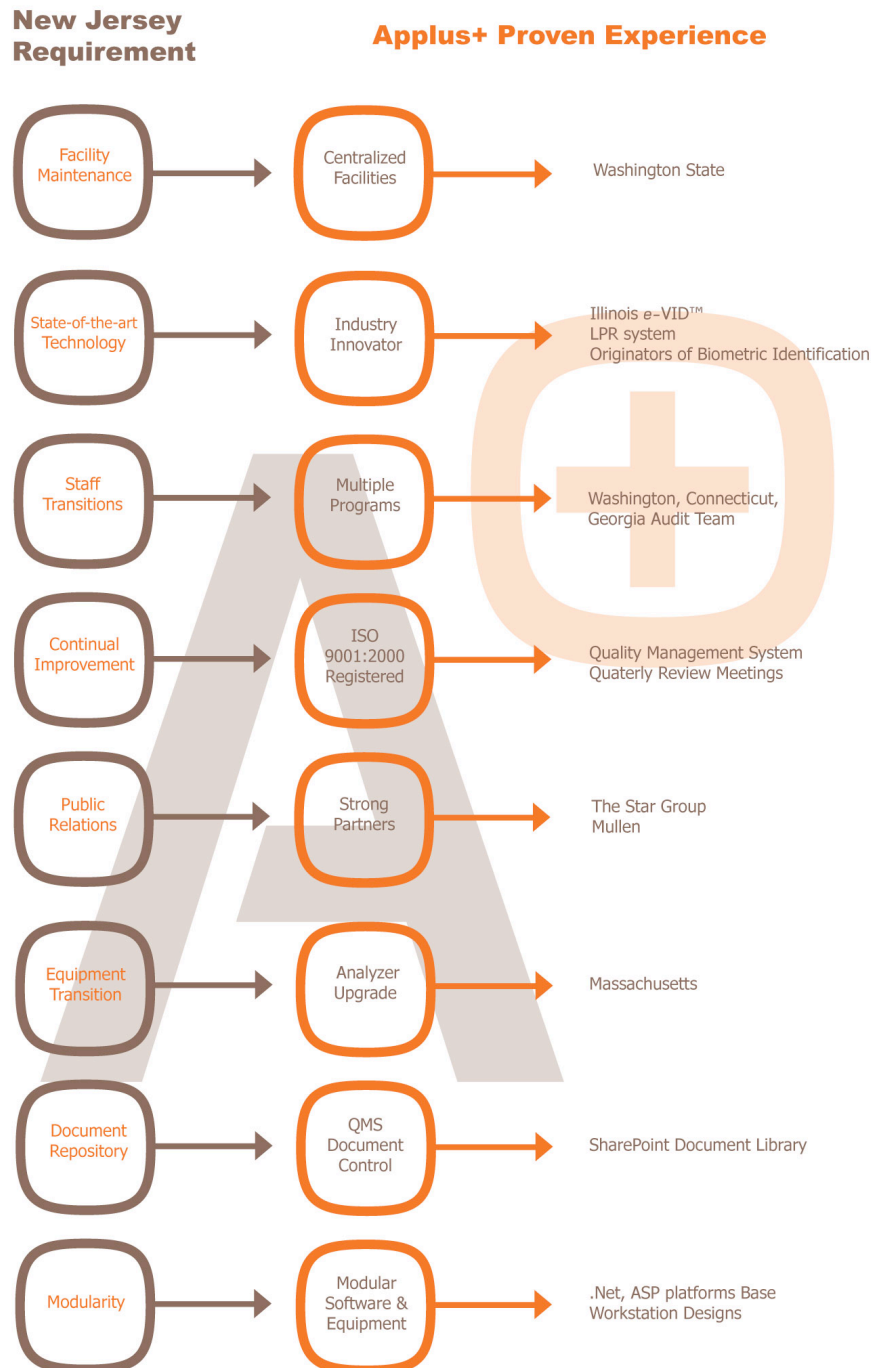 New Jersey
Requirement
Applus+ Proven Experience
Facility
Maintenance
Centralized
Facilities
Washington State
State-of-the-art
Technology
Industry
Innovator
Illinois e-VID™
LPR system
Originators of Biometric Identification
Staff
Transitions
Multiple
Programs
Washington, Connecticut,
Georgia Audit Team
Continual
Improvement
ISO
9001:2000
Registered
Quality Management System
Quaterly Review Meetings
Public
Relations
Strong
Partners
The Star Group
Mullen
Equipment
Transition
Analyzer
Upgrade
Massachusetts
Document
Repository
QMS
Document
Control
SharePoint Document Library
Modularity
Modular
Software &
Equipment
.Net, ASP platforms Base
Workstation Designs
A+